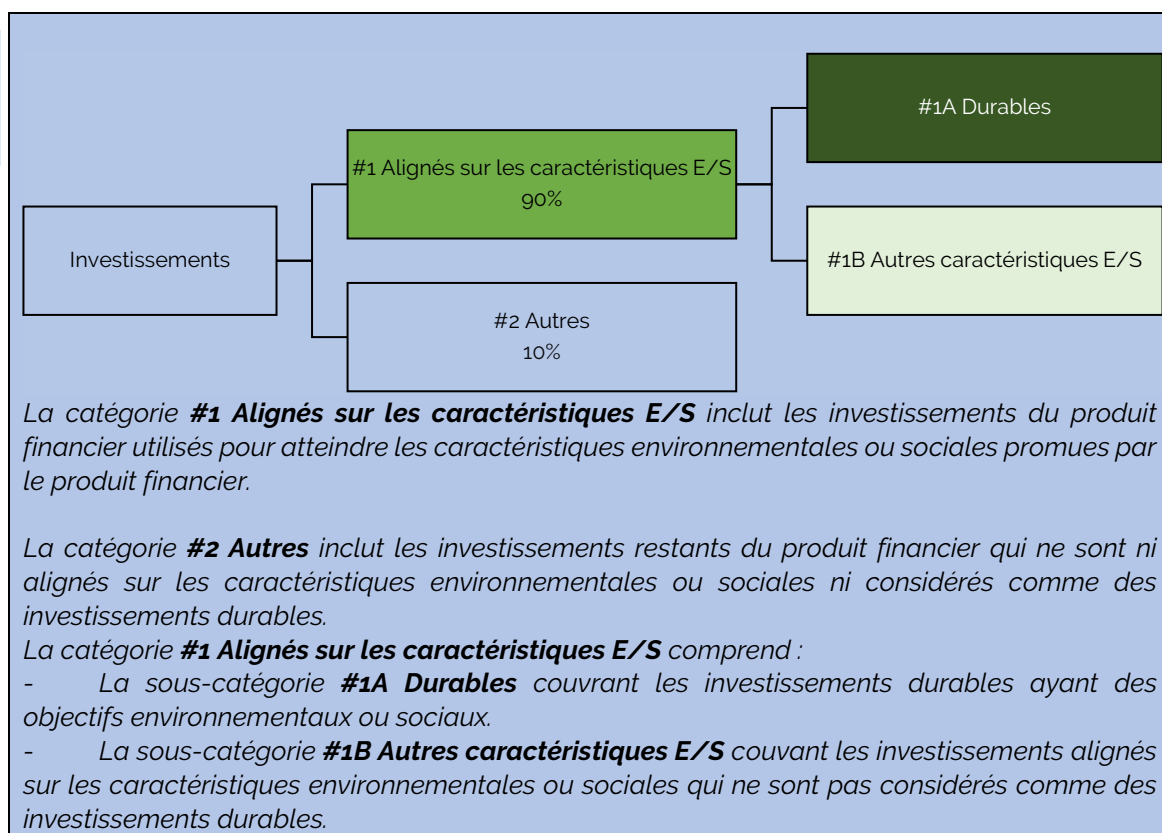 #1A Durables
#1 Alignés sur les caractéristiques E/S
90%
Investissements
#1B Autres caractéristiques E/S
#2 Autres
10%
La catégorie #1 Alignés sur les caractéristiques E/S inclut les investissements du produit
financier utilisés pour atteindre les caractéristiques environnementales ou sociales promues par
le produit financier.
La catégorie #2 Autres inclut les investissements restants du produit financier qui ne sont ni
alignés sur les caractéristiques environnementales ou sociales ni considérés comme des
investissements durables.
La catégorie #1 Alignés sur les caractéristiques E/S comprend :
- La sous-catégorie #1A Durables couvrant les investissements durables ayant des
objectifs environnementaux ou sociaux.
- La sous-catégorie #1B Autres caractéristiques E/S couvant les investissements alignés
sur les caractéristiques environnementales ou sociales qui ne sont pas considérés comme des
investissements durables.